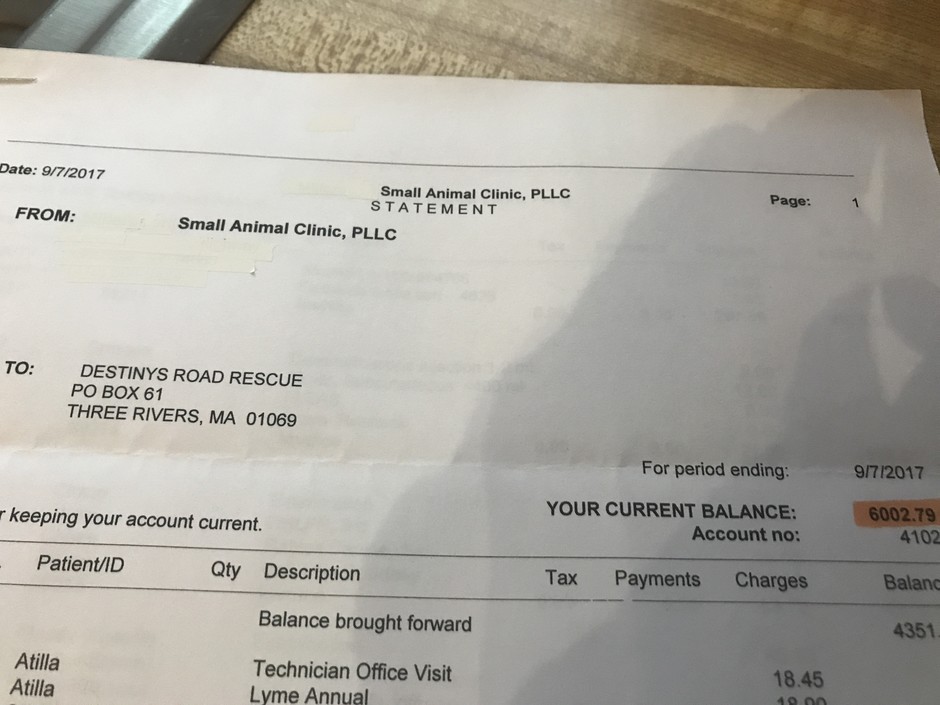 Date: 9/7/2017
Small Animal Clinic, PLLC
STATEMENT
Page: 1
FROM: Small Animal Clinic, PLLC
TO: DESTINYS ROAD RESCUE
PO BOX 61
THREE RIVERS, MA 01069
For period ending: 9/7/2017
keeping your account current.
YOUR CURRENT BALANCE: 6002.79
Account no: 4102
Patient/ID Qty Description Tax Payments Charges Balanc
Balance brought forward 4351.
Atilla Technician Office Visit 18.45
Atilla Lyme Annual 18.90